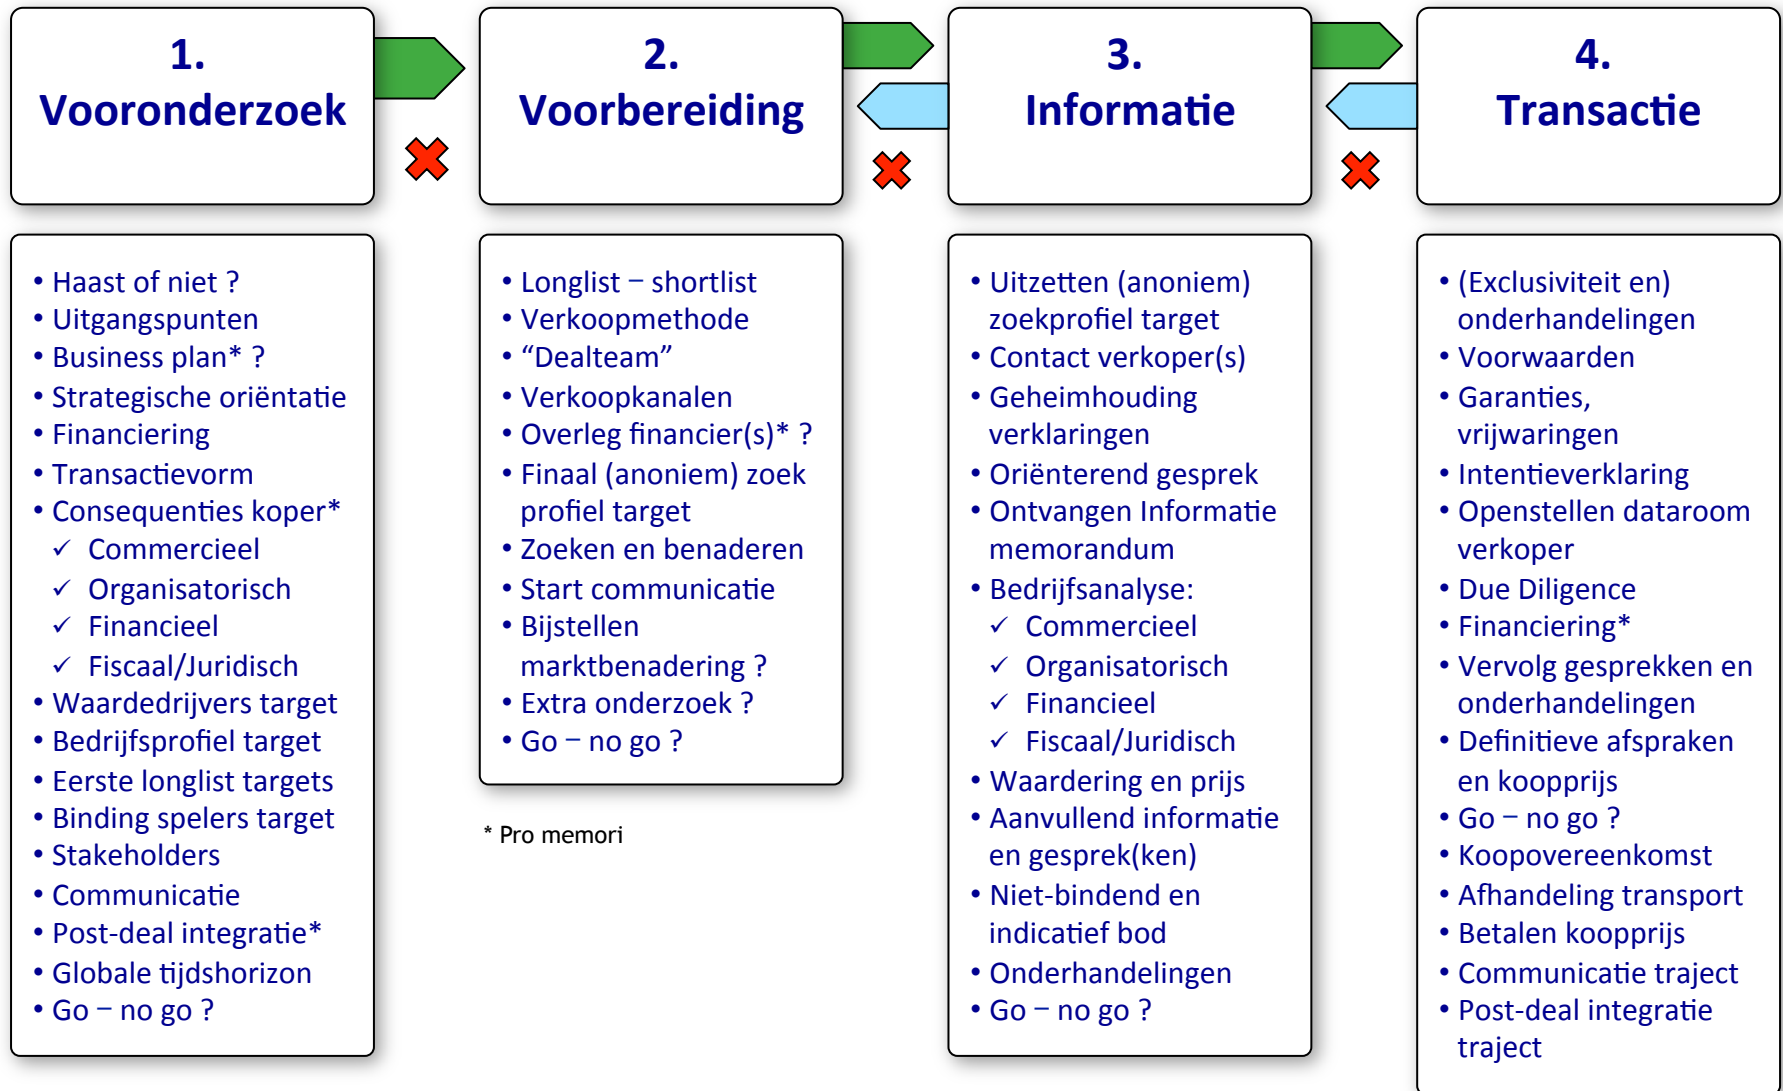 1.
Vooronderzoek
2.
Voorbereiding
3.
Informatie
4.
Transactie
• Haast of niet ?
• Uitgangspunten
• Business plan* ?
• Strategische oriëntatie
• Financiering
• Transactievorm
• Consequenties koper*
✓ Commercieel
✓ Organisatorisch
✓ Financieel
✓ Fiscaal/Juridisch
• Waardedrijvers target
• Bedrijfsprofiel target
• Eerste longlist targets
• Binding spelers target
• Stakeholders
• Communicatie
• Post-deal integratie*
• Globale tijdshorizon
• Go – no go ?
• Longlist – shortlist
• Verkoopmethode
• “Dealteam”
• Verkoopkanalen
• Overleg financier(s)* ?
• Finaal (anoniem) zoek
profiel target
• Zoeken en benaderen
• Start communicatie
• Bijstellen
marktbenadering ?
• Extra onderzoek ?
• Go – no go ?
* Pro memori
• Uitzetten (anoniem)
zoekprofiel target
• Contact verkoper(s)
• Geheimhouding
verklaringen
• Oriënterend gesprek
• Ontvangen Informatie
memorandum
• Bedrijfsanalyse:
✓ Commercieel
✓ Organisatorisch
✓ Financieel
✓ Fiscaal/Juridisch
• Waardering en prijs
• Aanvullend informatie
en gesprek(ken)
• Niet-bindend en
indicatief bod
• Onderhandelingen
• Go – no go ?
• (Exclusiviteit en)
onderhandelingen
• Voorwaarden
• Garanties,
vrijwaringen
• Intentieverklaring
• Openstellen dataroom
verkoper
• Due Diligence
• Financiering*
• Vervolg gesprekken en
onderhandelingen
• Definitieve afspraken
en koopprijs
• Go – no go ?
• Koopovereenkomst
• Afhandeling transport
• Betalen koopprijs
• Communicatie traject
• Post-deal integratie
traject